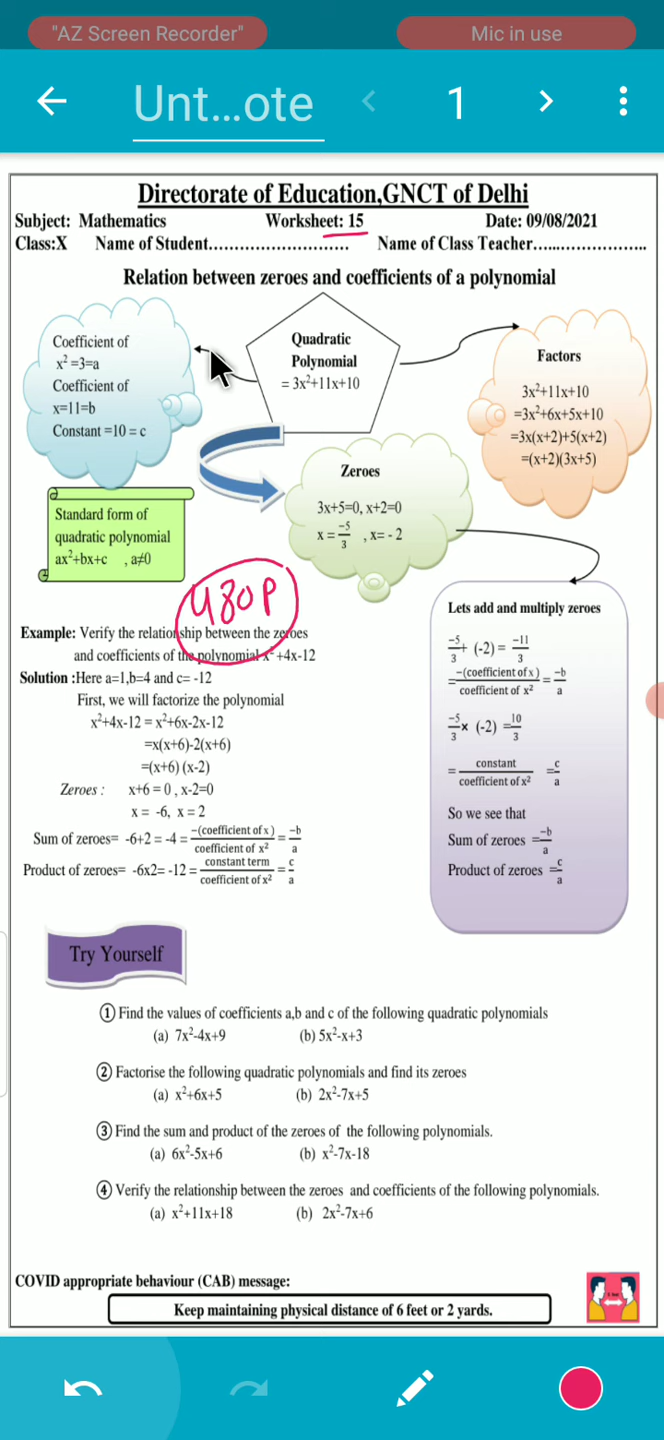 "AZ Screen Recorder"
Mic in use
Unt...ote
1
Directorate of Education,GNCT of Delhi
Subject: Mathematics Worksheet: 15 Date: 09/08/2021
Class:X Name of Student.......................... Name of Class Teacher.....................
Relation between zeroes and coefficients of a polynomial
Coefficient of
x²=3=a
Coefficient of
x=11=b
Constant =10 = c
Quadratic
Polynomial
= 3x²+11x+10
Factors
3x²+11x+10
=3x²+6x+5x+10
=3x(x+2)+5(x+2)
=(x+2)(3x+5)
Zeroes
3x+5=0, x+2=0
x = -5/3 , x= - 2
Standard form of
quadratic polynomial
ax²+bx+c , a≠0
480P
Example: Verify the relationship between the zeroes
and coefficients of the polynomial x²+4x-12
Solution :Here a=1,b=4 and c= -12
First, we will factorize the polynomial
x²+4x-12 = x²+6x-2x-12
=x(x+6)-2(x+6)
=(x+6) (x-2)
Zeroes : x+6 = 0 , x-2=0
x = -6, x = 2
Sum of zeroes= -6+2 = -4 = -(coefficient of x)/coefficient of x² = -b/a
Product of zeroes= -6x2= -12 = constant term/coefficient of x² = c/a
Lets add and multiply zeroes
-5/3 + (-2) = -11/3
= -(coefficient of x)/coefficient of x² = -b/a
-5/3 x (-2) = 10/3
= constant/coefficient of x² = c/a
So we see that
Sum of zeroes = -b/a
Product of zeroes = c/a
Try Yourself
① Find the values of coefficients a,b and c of the following quadratic polynomials
(a) 7x²-4x+9 (b) 5x²-x+3
② Factorise the following quadratic polynomials and find its zeroes
(a) x²+6x+5 (b) 2x²-7x+5
③ Find the sum and product of the zeroes of the following polynomials.
(a) 6x²-5x+6 (b) x²-7x-18
④ Verify the relationship between the zeroes and coefficients of the following polynomials.
(a) x²+11x+18 (b) 2x²-7x+6
COVID appropriate behaviour (CAB) message:
Keep maintaining physical distance of 6 feet or 2 yards.